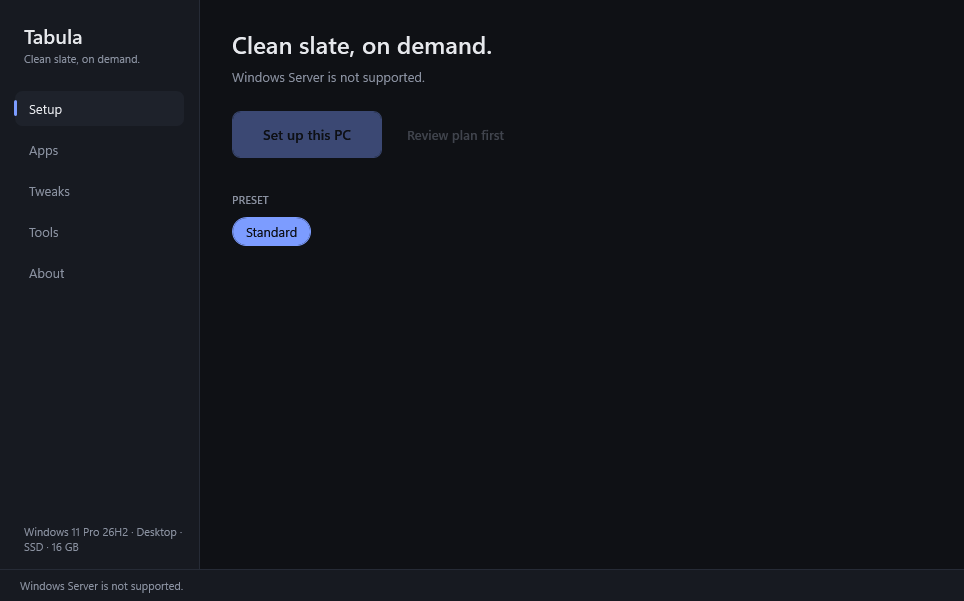 Tabula
Clean slate, on demand.
Setup
Apps
Tweaks
Tools
About
Windows 11 Pro 26H2 · Desktop ·
SSD · 16 GB
Clean slate, on demand.
Windows Server is not supported.
Set up this PC
Review plan first
PRESET
Standard
Windows Server is not supported.